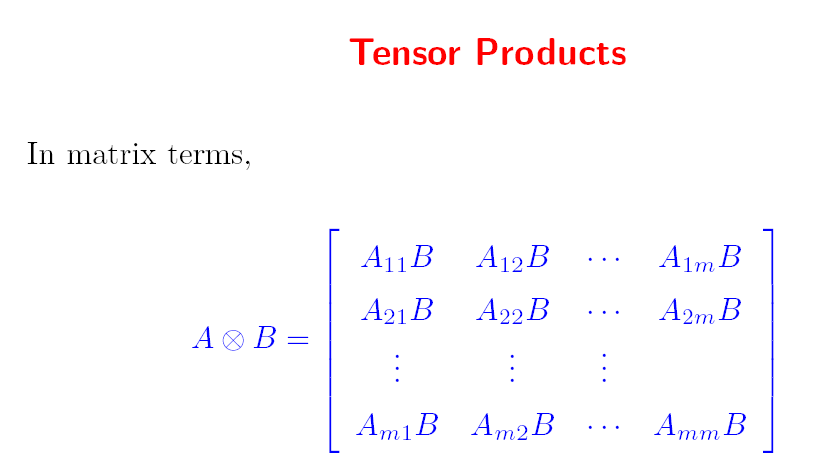 Tensor Products
In matrix terms,
A ⊗ B =
A₁₁B A₁₂B ⋯ A₁ₘB
A₂₁B A₂₂B ⋯ A₂ₘB
⋮ ⋮ ⋮
Aₘ₁B Aₘ₂B ⋯ AₘₘB